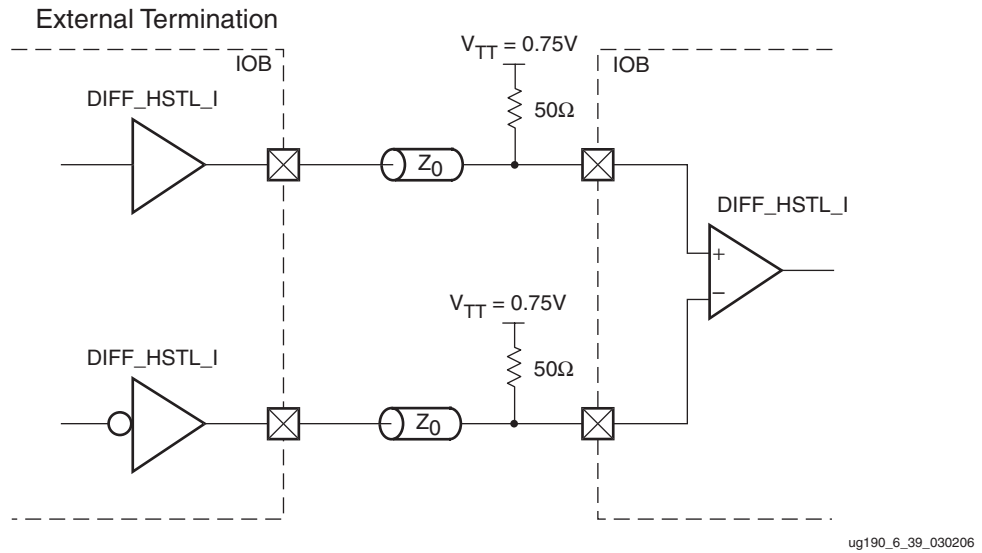 External Termination
V_TT = 0.75V
IOB
IOB
DIFF_HSTL_I
50Ω
Z_0
DIFF_HSTL_I
+
−
V_TT = 0.75V
DIFF_HSTL_I
50Ω
Z_0
ug190_6_39_030206